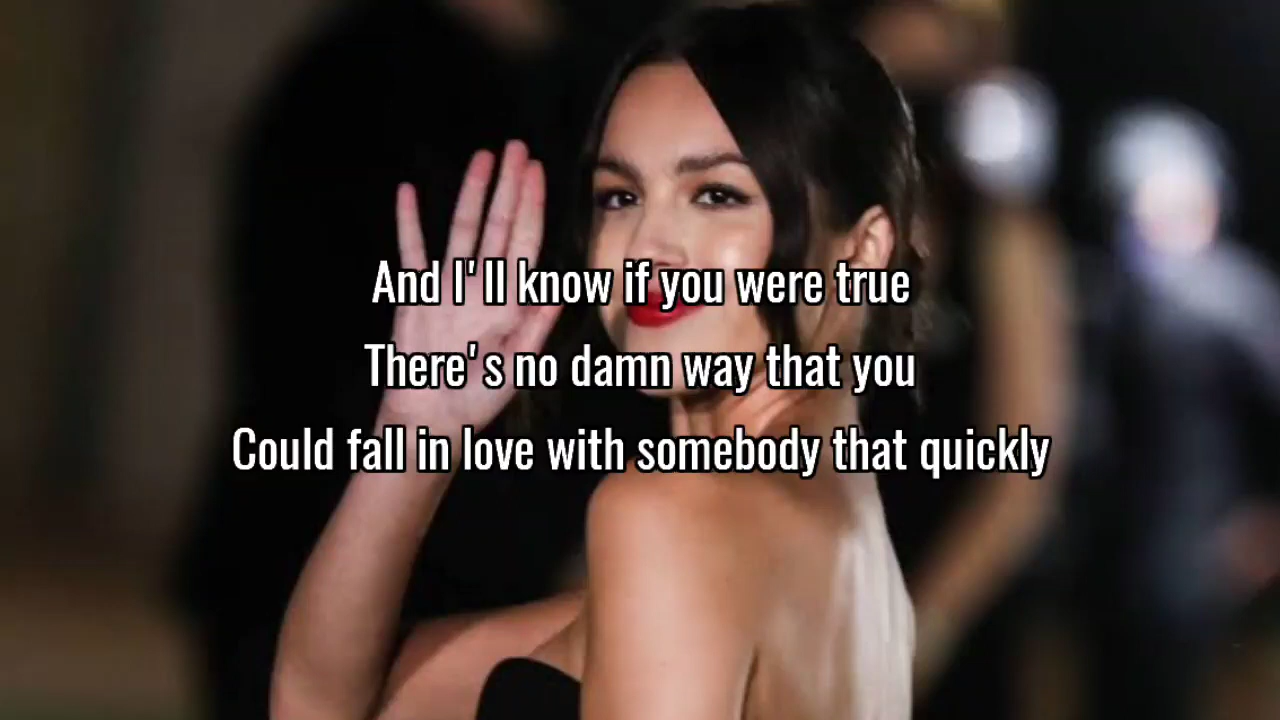 And I'll know if you were true
There's no damn way that you
Could fall in love with somebody that quickly